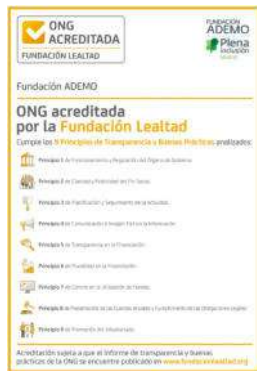 ONG
ACREDITADA
FUNDACIÓN LEALTAD
FUNDACIÓN
ADEMO
Plena
inclusión
Fundación ADEMO
ONG acreditada
por la Fundación Lealtad
Cumple los 9 Principios de Transparencia y Buenas Prácticas analizados:
Principio 1 de Funcionamiento y Regulación del Órgano de Gobierno.
Principio 2 de Claridad y Publicidad del Fin Social.
Principio 3 de Planificación y Seguimiento de la Actividad.
Principio 4 de Comunicación e Imagen Fiel en la Información.
Principio 5 de Transparencia en la Financiación.
Principio 6 de Pluralidad en la Financiación.
Principio 7 de Control en la Utilización de Fondos.
Principio 8 de Presentación de las Cuentas Anuales y Cumplimiento de las Obligaciones Legales.
Principio 9 de Promoción del Voluntariado.
Acreditación sujeta a que el informe de transparencia y buenas
prácticas de la ONG se encuentre publicado en www.fundacionlealtad.org